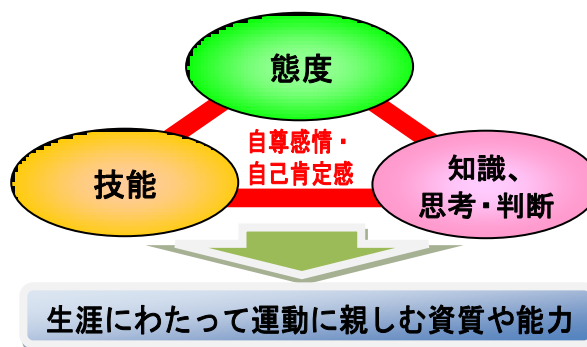 態度
自尊感情・
自己肯定感
技能
知識、
思考・判断
生涯にわたって運動に親しむ資質や能力